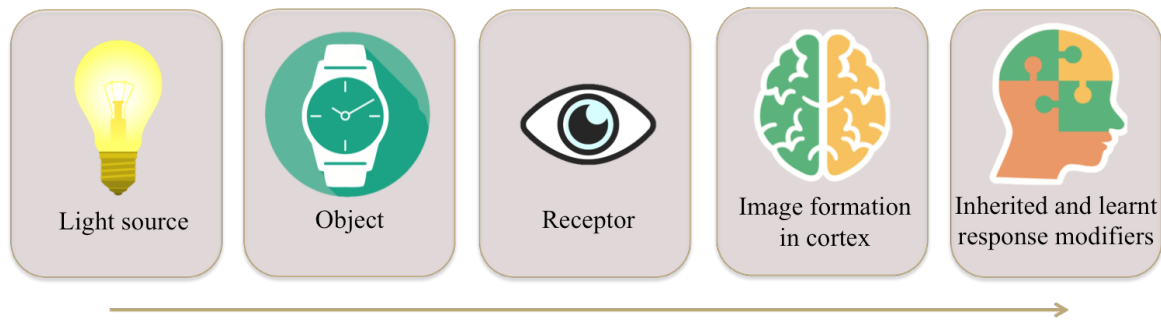 Light source
Object
Receptor
Image formation
in cortex
Inherited and learnt
response modifiers